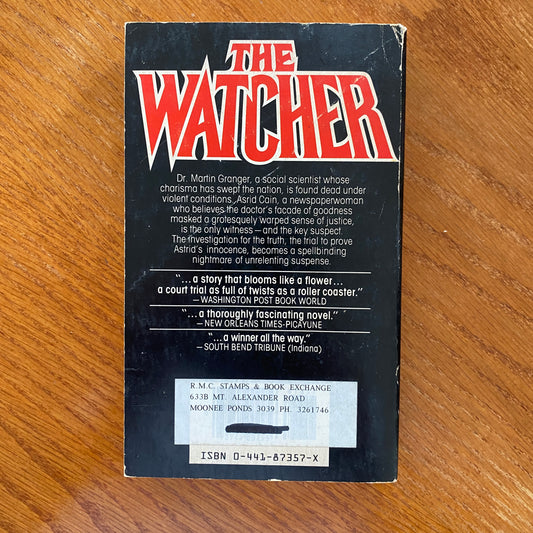 THE
WATCHER
Dr. Martin Granger, a social scientist whose
charisma has swept the nation, is found dead under
violent conditions. Asrid Cain, a newspaperwoman
who believes the doctor's facade of goodness
masked a grotesquely warped sense of justice,
is the only witness—and the key suspect.
The investigation for the truth, the trial to prove
Astrid's innocence, becomes a spellbinding
nightmare of unrelenting suspense.
"...a story that blooms like a flower...
a court trial as full of twists as a roller coaster."
—WASHINGTON POST BOOK WORLD
"...a thoroughly fascinating novel."
—NEW ORLEANS TIMES-PICAYUNE
"...a winner all the way."
—SOUTH BEND TRIBUNE (Indiana)
R.M.C. STAMPS & BOOK EXCHANGE
633B MT. ALEXANDER ROAD
MOONEE PONDS 3039 PH. 3261746
ISBN 0-441-87357-X